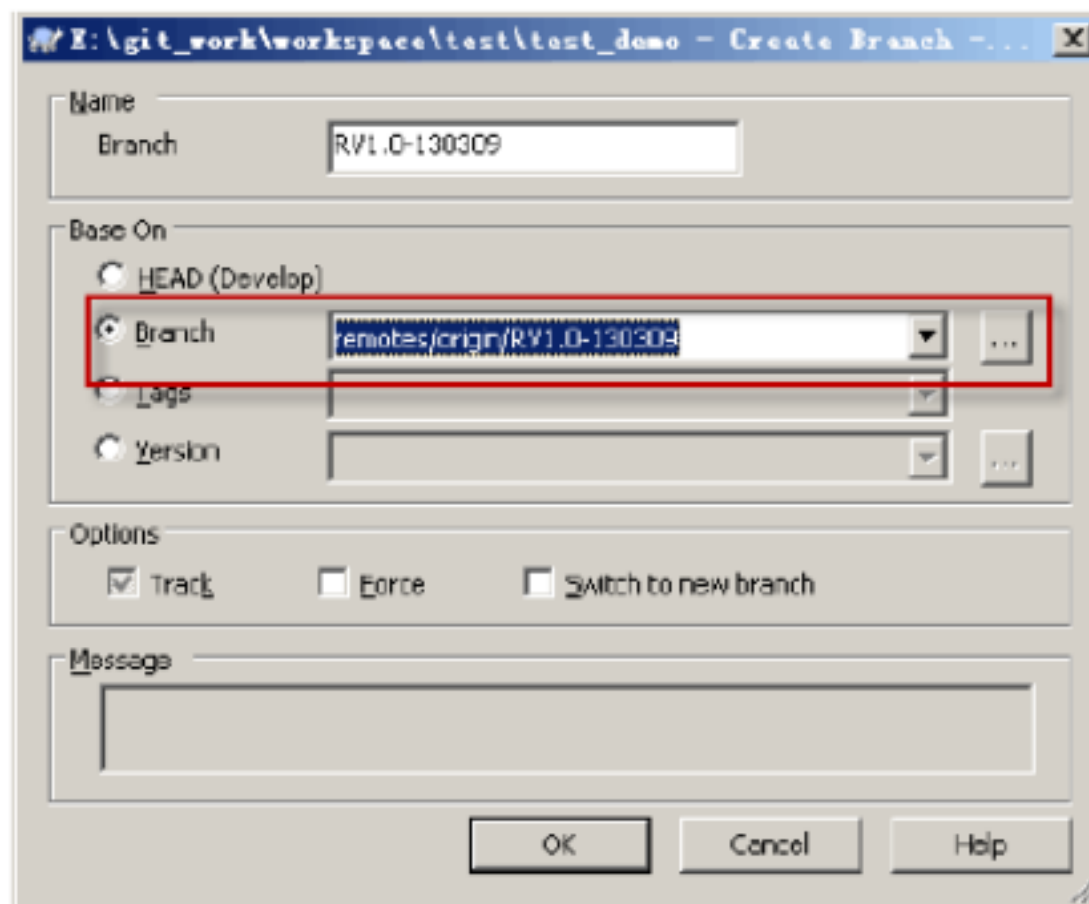 E:\git_work\workspace\test\test_demo - Create Branch -...
Name
Branch RV1.0-130309
Base On
HEAD (Develop)
Branch remotes/origin/RV1.0-130309 ...
Tags
Version ...
Options
Track Force Switch to new branch
Message
OK Cancel Help